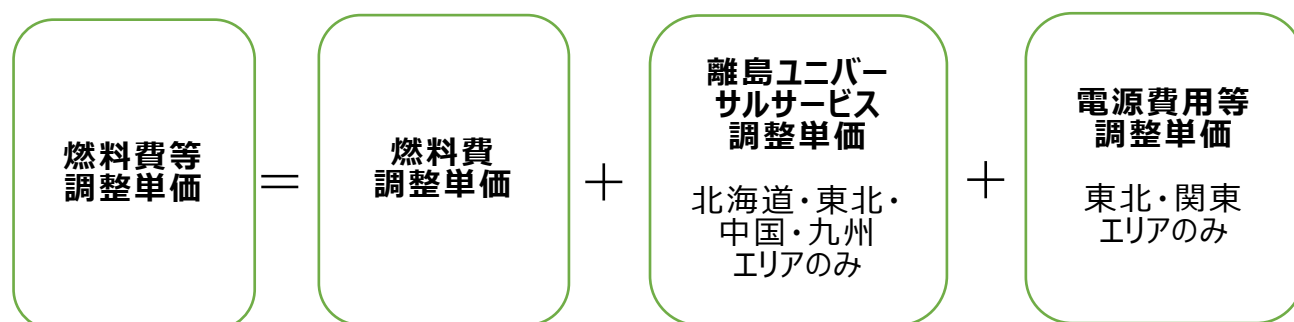 燃料費等
調整単価
＝
燃料費
調整単価
＋
離島ユニバー
サルサービス
調整単価
北海道・東北・
中国・九州
エリアのみ
＋
電源費用等
調整単価
東北・関東
エリアのみ